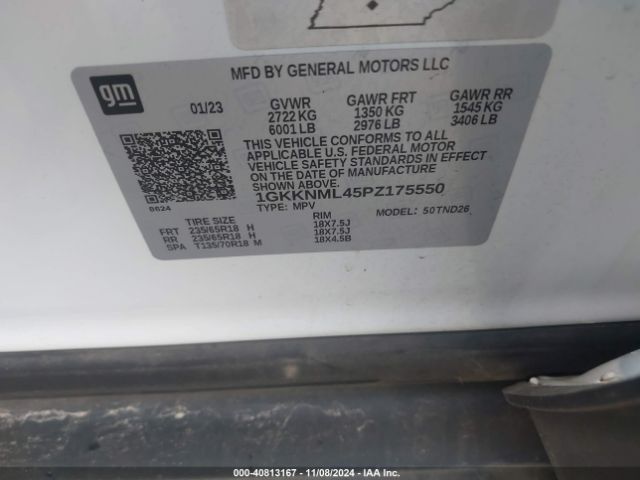 gm
MFD BY GENERAL MOTORS LLC
01/23
GVWR GAWR FRT GAWR RR
2722 KG 1350 KG 1545 KG
6001 LB 2976 LB 3406 LB
THIS VEHICLE CONFORMS TO ALL
APPLICABLE U.S. FEDERAL MOTOR
VEHICLE SAFETY STANDARDS IN EFFECT
ON THE DATE OF MANUFACTURE
SHOWN ABOVE.
1GKKNML45PZ175550
TYPE: MPV MODEL: 50TND26
0624
TIRE SIZE RIM
FRT 235/65R18 H 18X7.5J
RR 235/65R18 H 18X7.5J
SPA T135/70R18 M 18X4.5B
000-40813167 - 11/08/2024 - IAA Inc.